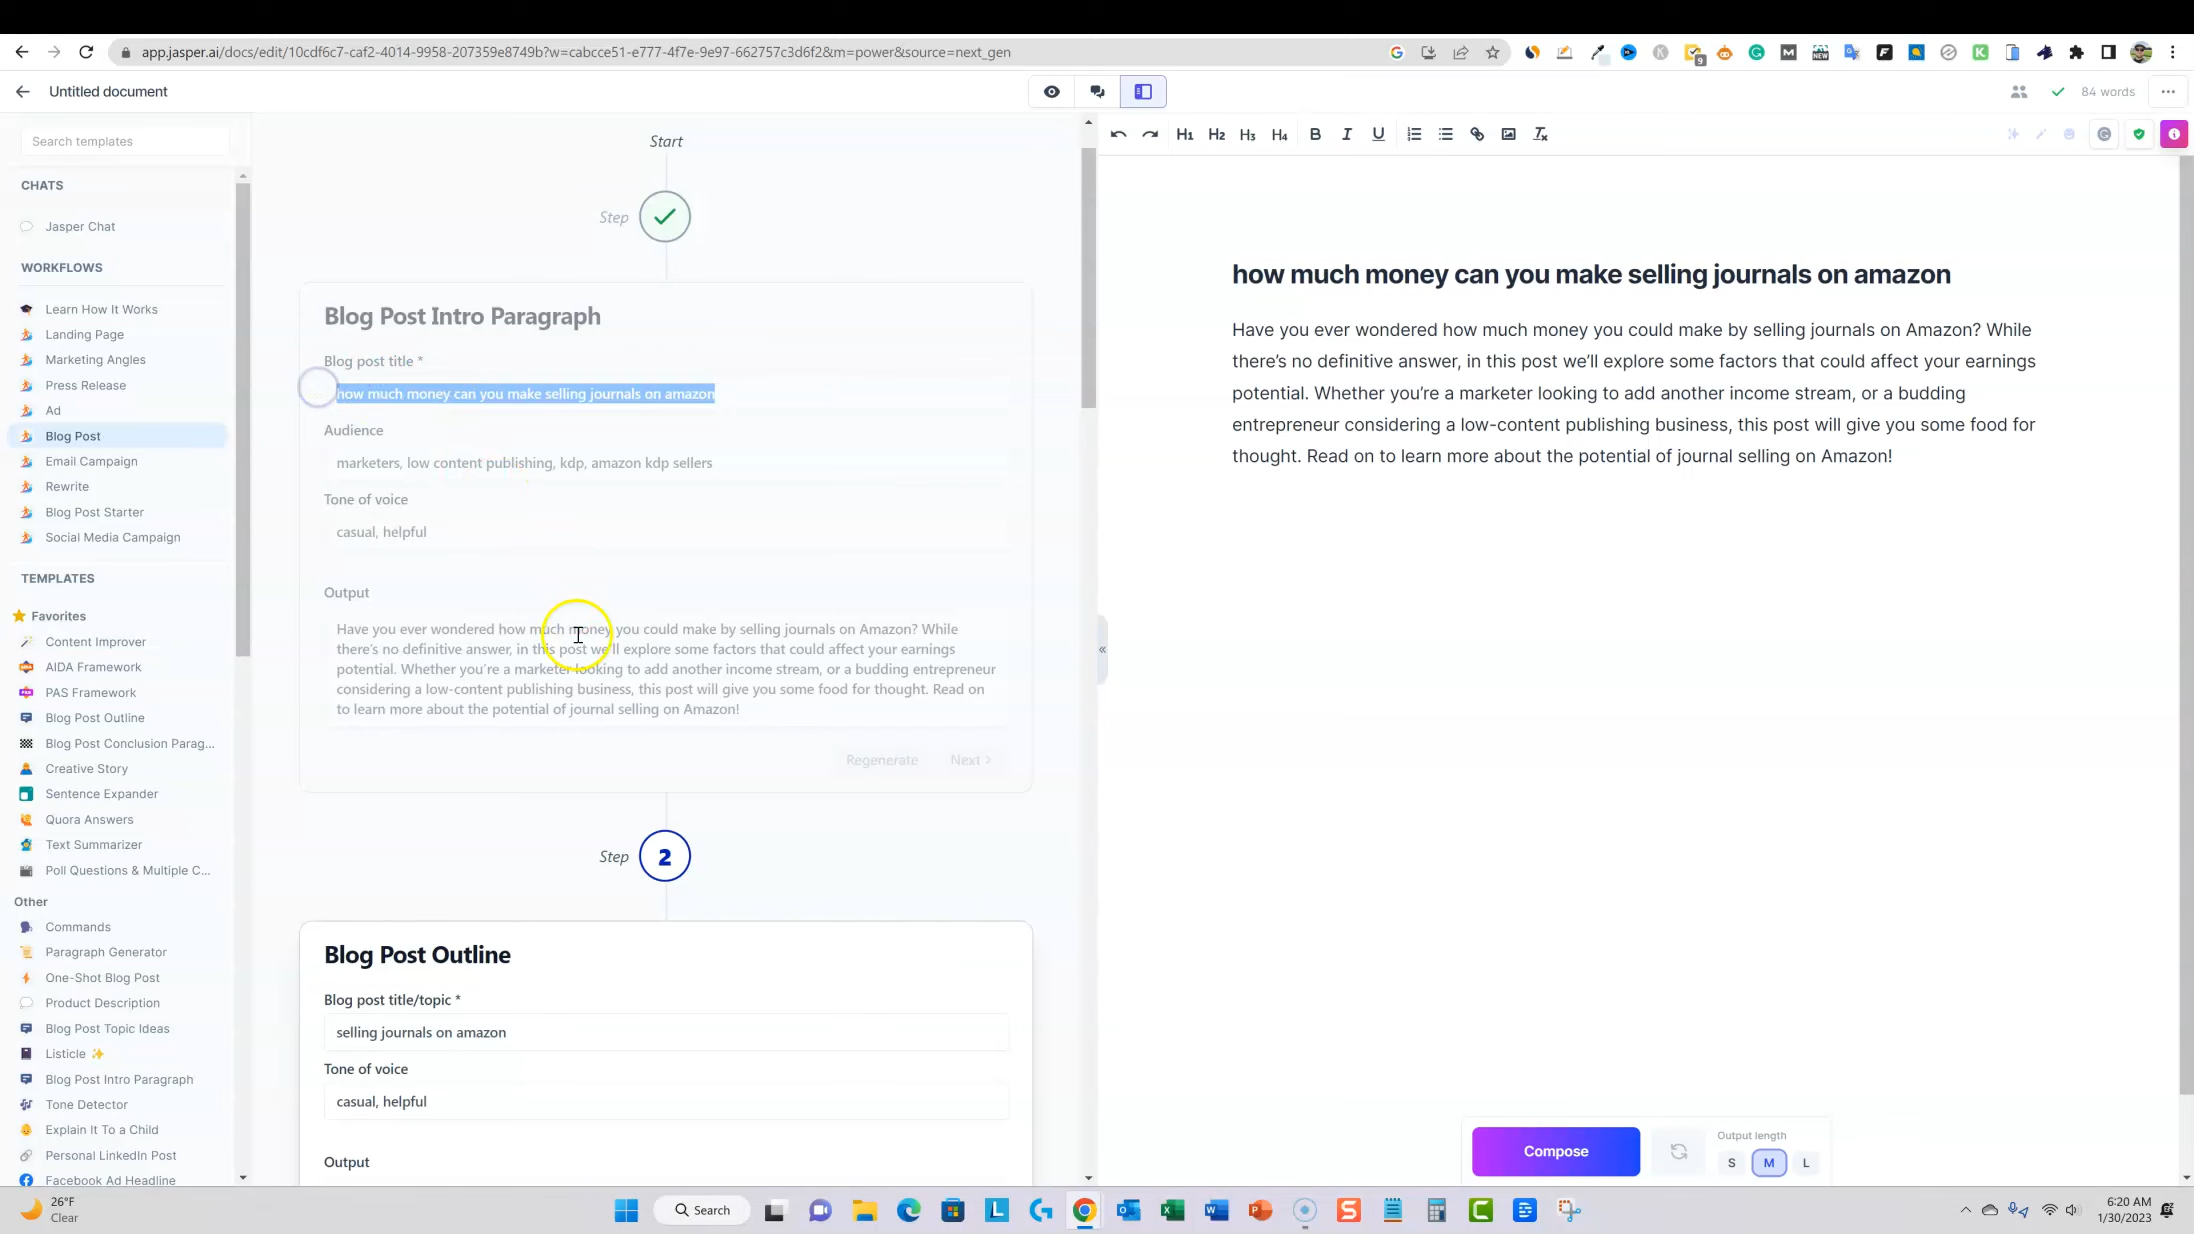 app.jasper.ai/docs/edit/10cdf6c7-caf2-4014-9958-207359e8749b?w=cabcce51-e777-4f7e-9e97-662757c3d6f2&m=power&source=next_gen
Untitled document
84 words
Search templates
CHATS
Jasper Chat
WORKFLOWS
Learn How It Works
Landing Page
Marketing Angles
Press Release
Ad
Blog Post
Email Campaign
Rewrite
Blog Post Starter
Social Media Campaign
TEMPLATES
Favorites
Content Improver
AIDA Framework
PAS Framework
Blog Post Outline
Blog Post Conclusion Parag...
Creative Story
Sentence Expander
Quora Answers
Text Summarizer
Poll Questions & Multiple C...
Other
Commands
Paragraph Generator
One-Shot Blog Post
Product Description
Blog Post Topic Ideas
Listicle ✨
Blog Post Intro Paragraph
Tone Detector
Explain It To a Child
Personal LinkedIn Post
Facebook Ad Headline
Start
Step
Blog Post Intro Paragraph
Blog post title *
how much money can you make selling journals on amazon
Audience
marketers, low content publishing, kdp, amazon kdp sellers
Tone of voice
casual, helpful
Output
Have you ever wondered how much money you could make by selling journals on Amazon? While
there's no definitive answer, in this post we'll explore some factors that could affect your earnings
potential. Whether you're a marketer looking to add another income stream, or a budding entrepreneur
considering a low-content publishing business, this post will give you some food for thought. Read on
to learn more about the potential of journal selling on Amazon!
Regenerate Next >
Step 2
Blog Post Outline
Blog post title/topic *
selling journals on amazon
Tone of voice
casual, helpful
Output
H1 H2 H3 H4 B I U
how much money can you make selling journals on amazon
Have you ever wondered how much money you could make by selling journals on Amazon? While
there's no definitive answer, in this post we'll explore some factors that could affect your earnings
potential. Whether you're a marketer looking to add another income stream, or a budding
entrepreneur considering a low-content publishing business, this post will give you some food for
thought. Read on to learn more about the potential of journal selling on Amazon!
Compose
Output length
S M L
26°F
Clear
Search
6:20 AM
1/30/2023